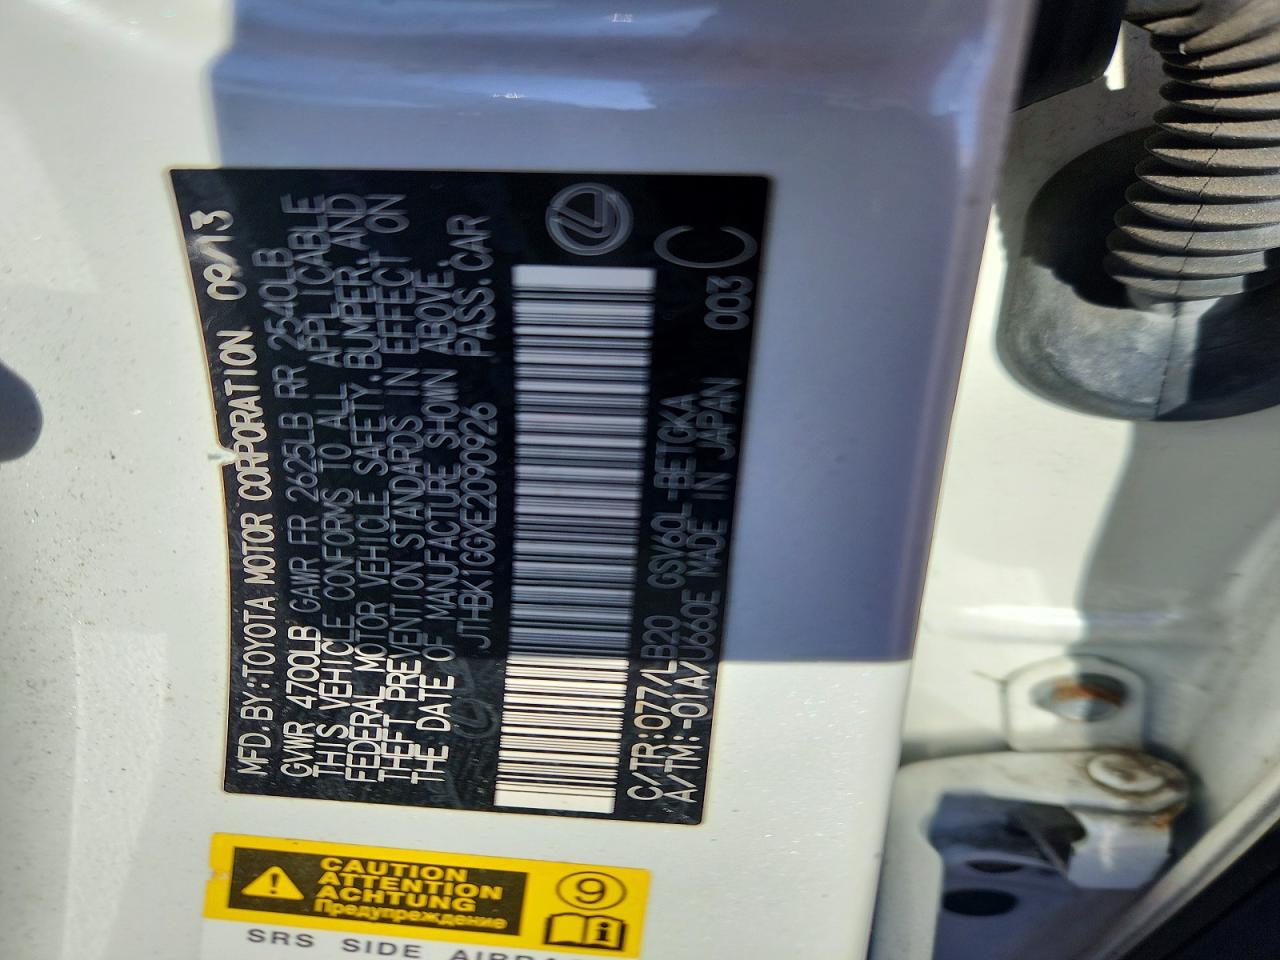 MFD.BY:TOYOTA MOTOR CORPORATION 09/13
GVWR 4700LB GAWR FR 2625LB RR 2540LB
THIS VEHICLE CONFORMS TO ALL APPLICABLE
FEDERAL MOTOR VEHICLE SAFETY,BUMPER,AND
THEFT PREVENTION STANDARDS IN EFFECT ON
THE DATE OF MANUFACTURE SHOWN ABOVE.
JTHBK1GGXE2090926 PASS.CAR
C/TR:077/LB20 GSV60L-BETGKA
A/TM:-01A/U660E MADE IN JAPAN 003 C
CAUTION
ATTENTION
ACHTUNG
Предупреждение
9
i
SRS SIDE